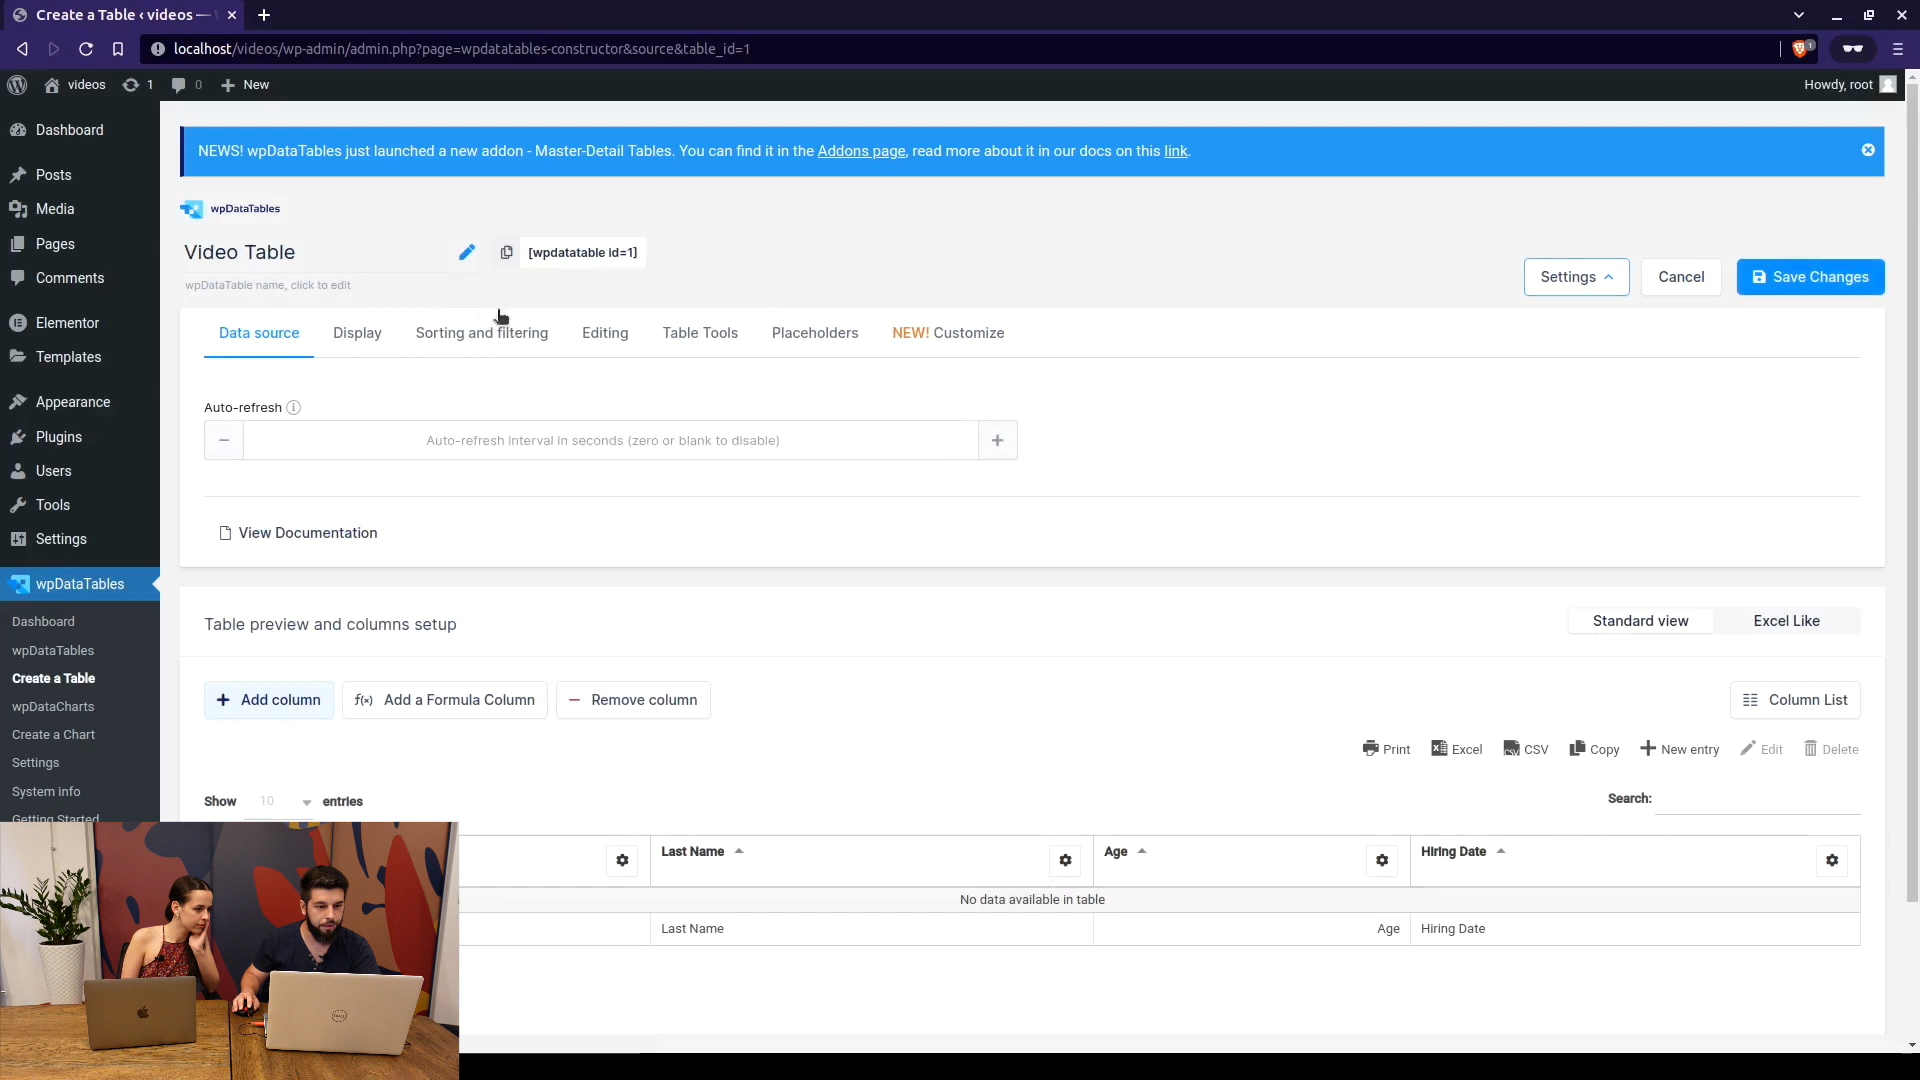 Create a Table ‹ videos —
localhost/videos/wp-admin/admin.php?page=wpdatatables-constructor&source&table_id=1
1
videos
1
0
New
Howdy, root
Dashboard
Posts
Media
Pages
Comments
Elementor
Templates
Appearance
Plugins
Users
Tools
Settings
wpDataTables
Dashboard
wpDataTables
Create a Table
wpDataCharts
Create a Chart
Settings
System info
Getting Started
NEWS! wpDataTables just launched a new addon - Master-Detail Tables. You can find it in the Addons page, read more about it in our docs on this link.
wpDataTables
Video Table
[wpdatatable id=1]
wpDataTable name, click to edit
Settings
Cancel
Save Changes
Data source
Display
Sorting and filtering
Editing
Table Tools
Placeholders
NEW! Customize
Auto-refresh
Auto-refresh interval in seconds (zero or blank to disable)
View Documentation
Table preview and columns setup
Standard view
Excel Like
Add column
f(x) Add a Formula Column
Remove column
Column List
Print
Excel
CSV
Copy
New entry
Edit
Delete
Show 10 entries
Search:
Last Name
Age
Hiring Date
No data available in table
Last Name
Age
Hiring Date
DELL